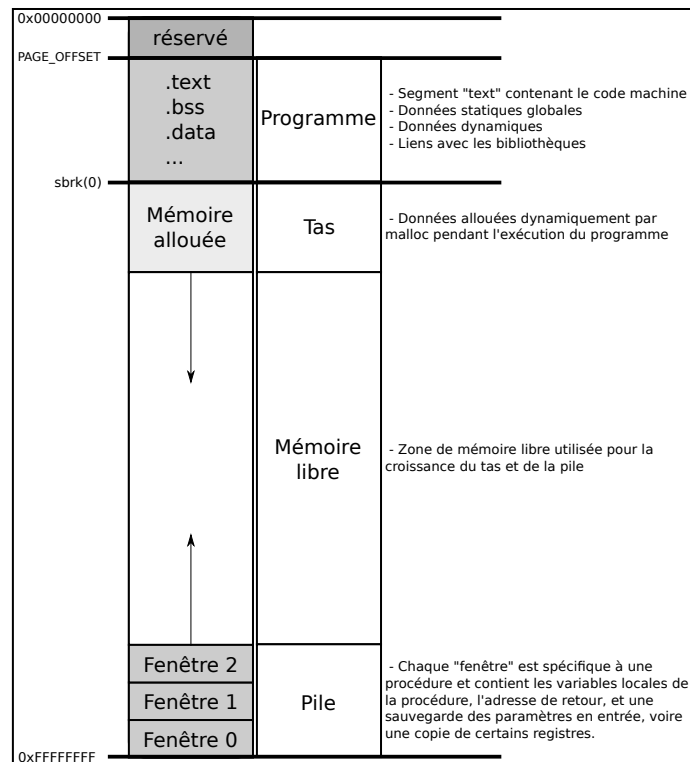 0x00000000
réservé
PAGE_OFFSET
.text
.bss
.data
...
Programme
- Segment "text" contenant le code machine
- Données statiques globales
- Données dynamiques
- Liens avec les bibliothèques
sbrk(0)
Mémoire
allouée
Tas
- Données allouées dynamiquement par
malloc pendant l'exécution du programme
Mémoire
libre
- Zone de mémoire libre utilisée pour la
croissance du tas et de la pile
Fenêtre 2
Fenêtre 1
Fenêtre 0
Pile
- Chaque "fenêtre" est spécifique à une
procédure et contient les variables locales de
la procédure, l'adresse de retour, et une
sauvegarde des paramètres en entrée, voire
une copie de certains registres.
0xFFFFFFFF